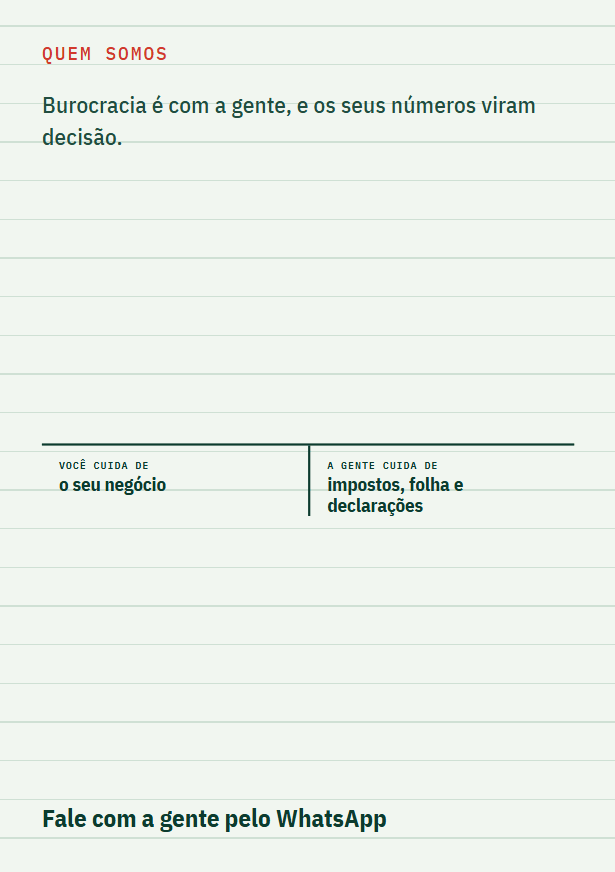 QUEM SOMOS
Burocracia é com a gente, e os seus números viram
decisão.
VOCÊ CUIDA DE
o seu negócio
A GENTE CUIDA DE
impostos, folha e
declarações
Fale com a gente pelo WhatsApp